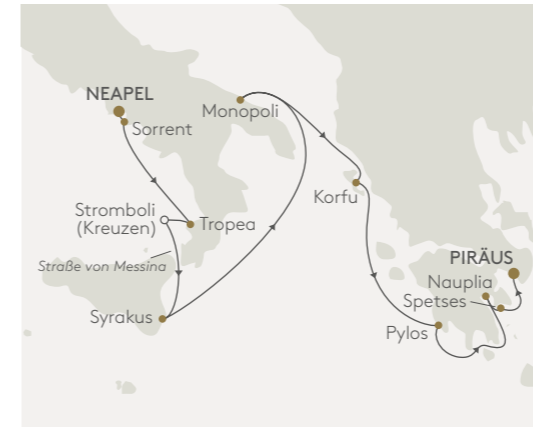 NEAPEL
Sorrent
Monopoli
Korfu
Stromboli
(Kreuzen)
Tropea
Straße von Messina
Syrakus
PIRÄUS
Nauplia
Spetses
Pylos